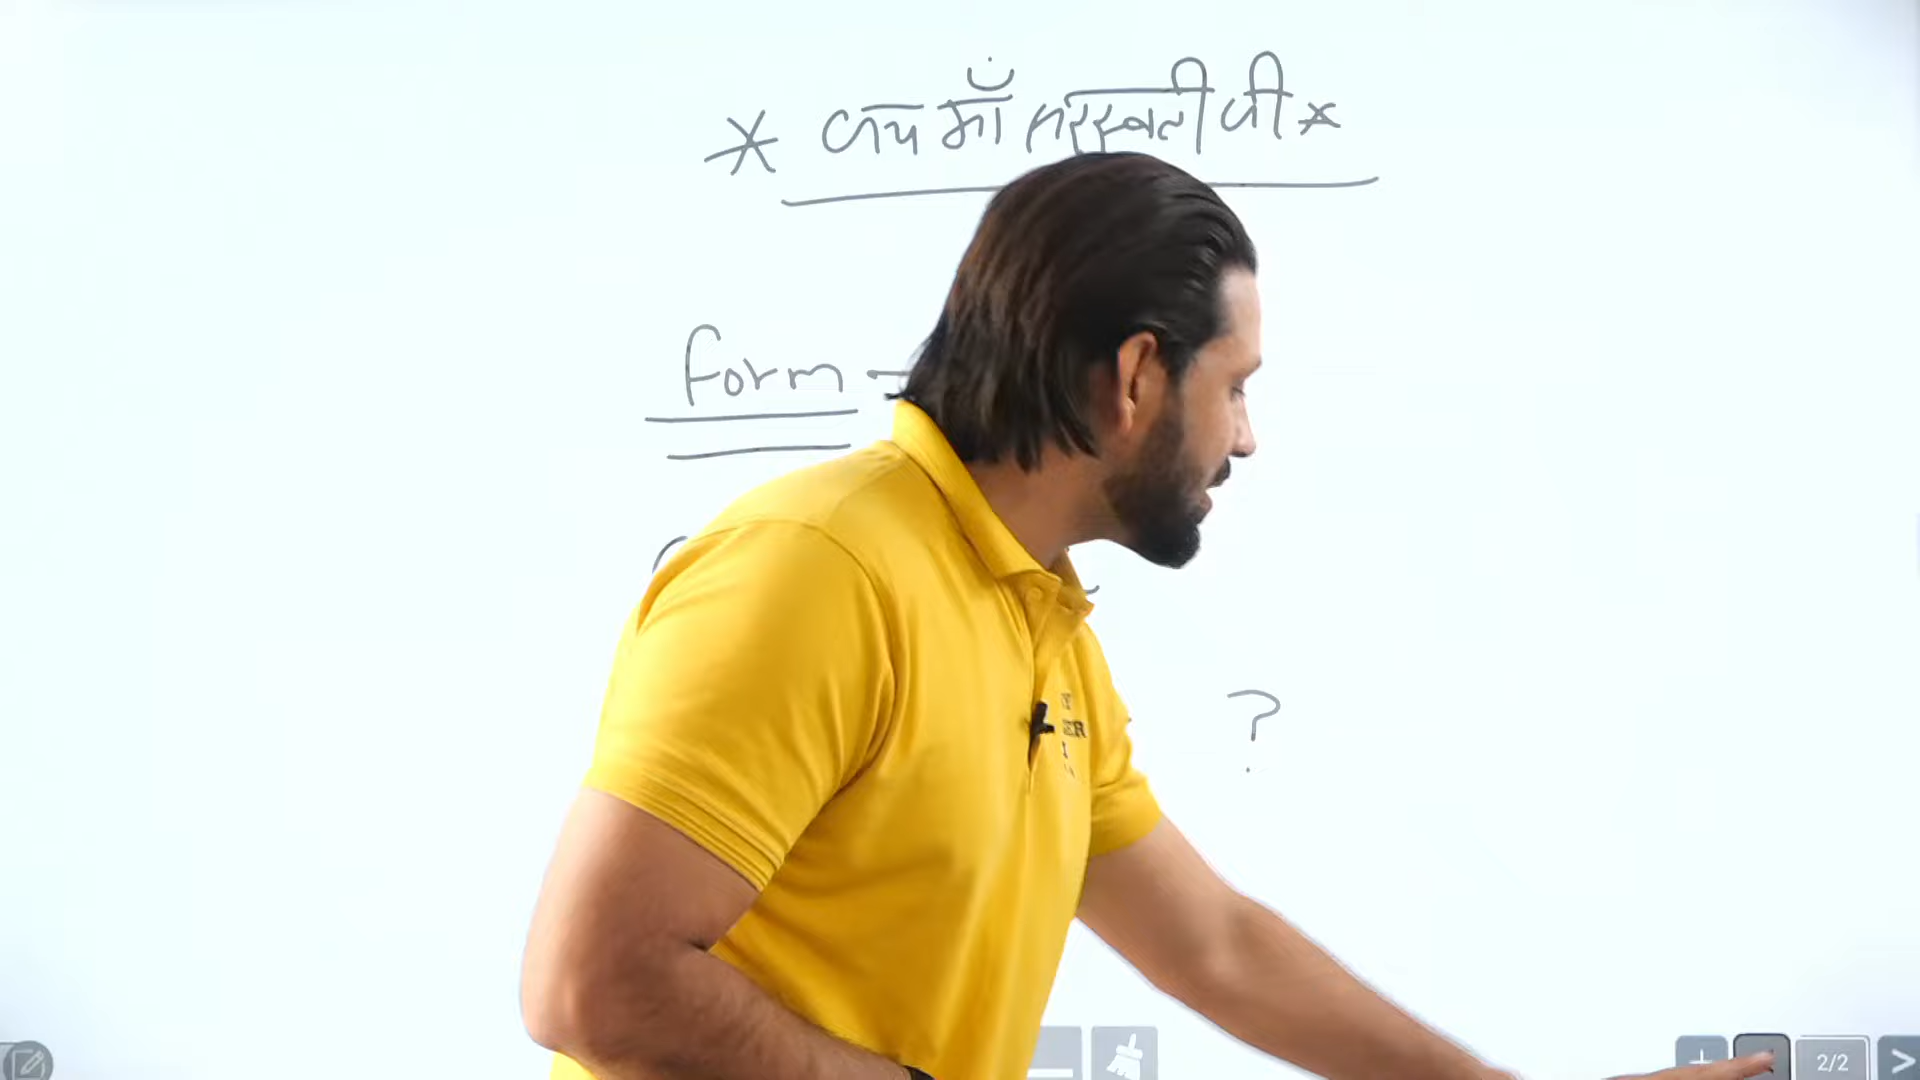 * जय माँ सरस्वती जी *
Form -
?
2/2 >